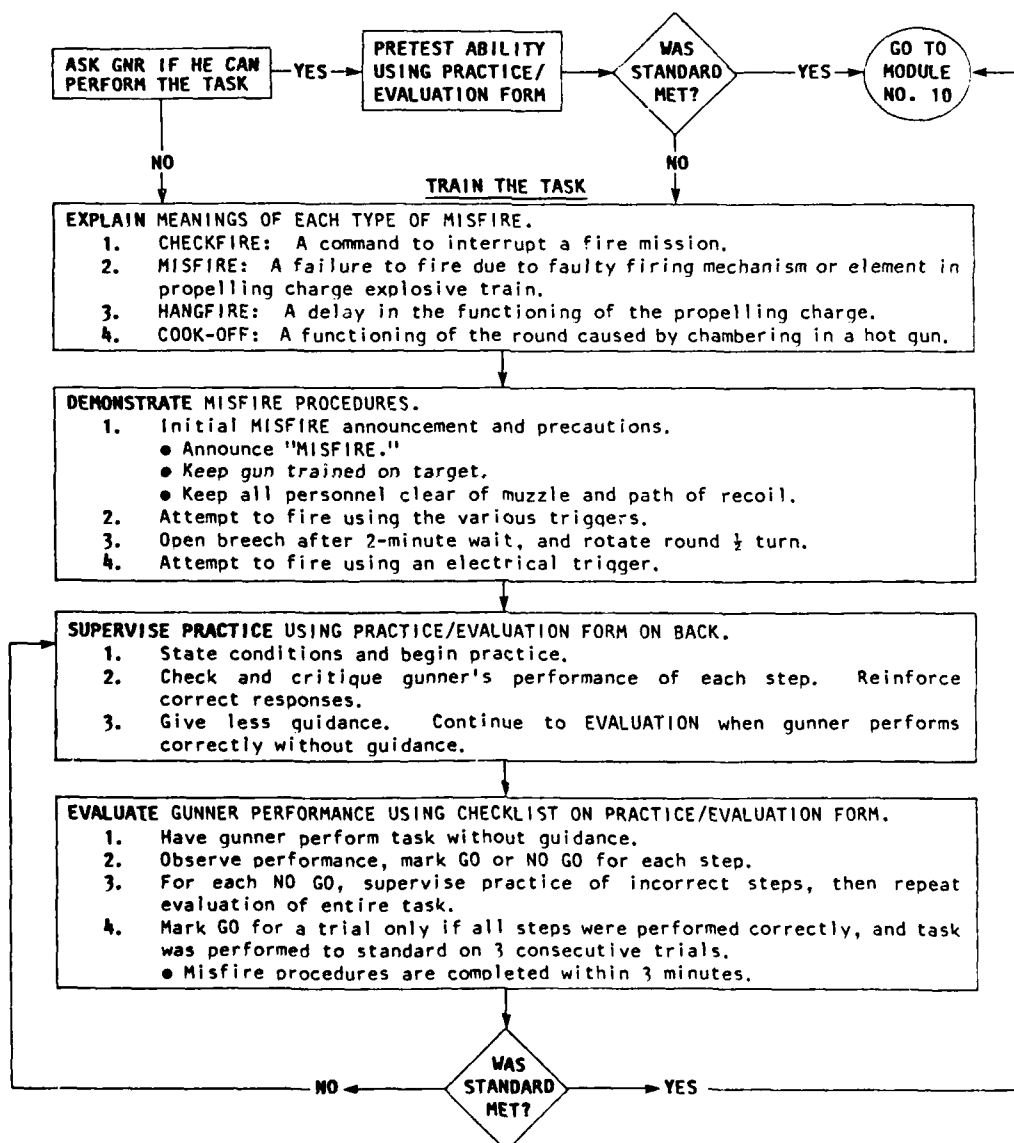 ASK GNR IF HE CAN
PERFORM THE TASK
YES
PRETEST ABILITY
USING PRACTICE/
EVALUATION FORM
WAS
STANDARD
MET?
YES
GO TO
MODULE
NO. 10
NO
NO
TRAIN THE TASK
EXPLAIN MEANINGS OF EACH TYPE OF MISFIRE.
1. CHECKFIRE: A command to interrupt a fire mission.
2. MISFIRE: A failure to fire due to faulty firing mechanism or element in
propelling charge explosive train.
3. HANGFIRE: A delay in the functioning of the propelling charge.
4. COOK-OFF: A functioning of the round caused by chambering in a hot gun.
DEMONSTRATE MISFIRE PROCEDURES.
1. Initial MISFIRE announcement and precautions.
● Announce "MISFIRE."
● Keep gun trained on target.
● Keep all personnel clear of muzzle and path of recoil.
2. Attempt to fire using the various triggers.
3. Open breech after 2-minute wait, and rotate round ½ turn.
4. Attempt to fire using an electrical trigger.
SUPERVISE PRACTICE USING PRACTICE/EVALUATION FORM ON BACK.
1. State conditions and begin practice.
2. Check and critique gunner's performance of each step. Reinforce
correct responses.
3. Give less guidance. Continue to EVALUATION when gunner performs
correctly without guidance.
EVALUATE GUNNER PERFORMANCE USING CHECKLIST ON PRACTICE/EVALUATION FORM.
1. Have gunner perform task without guidance.
2. Observe performance, mark GO or NO GO for each step.
3. For each NO GO, supervise practice of incorrect steps, then repeat
evaluation of entire task.
4. Mark GO for a trial only if all steps were performed correctly, and task
was performed to standard on 3 consecutive trials.
● Misfire procedures are completed within 3 minutes.
NO
WAS
STANDARD
MET?
YES